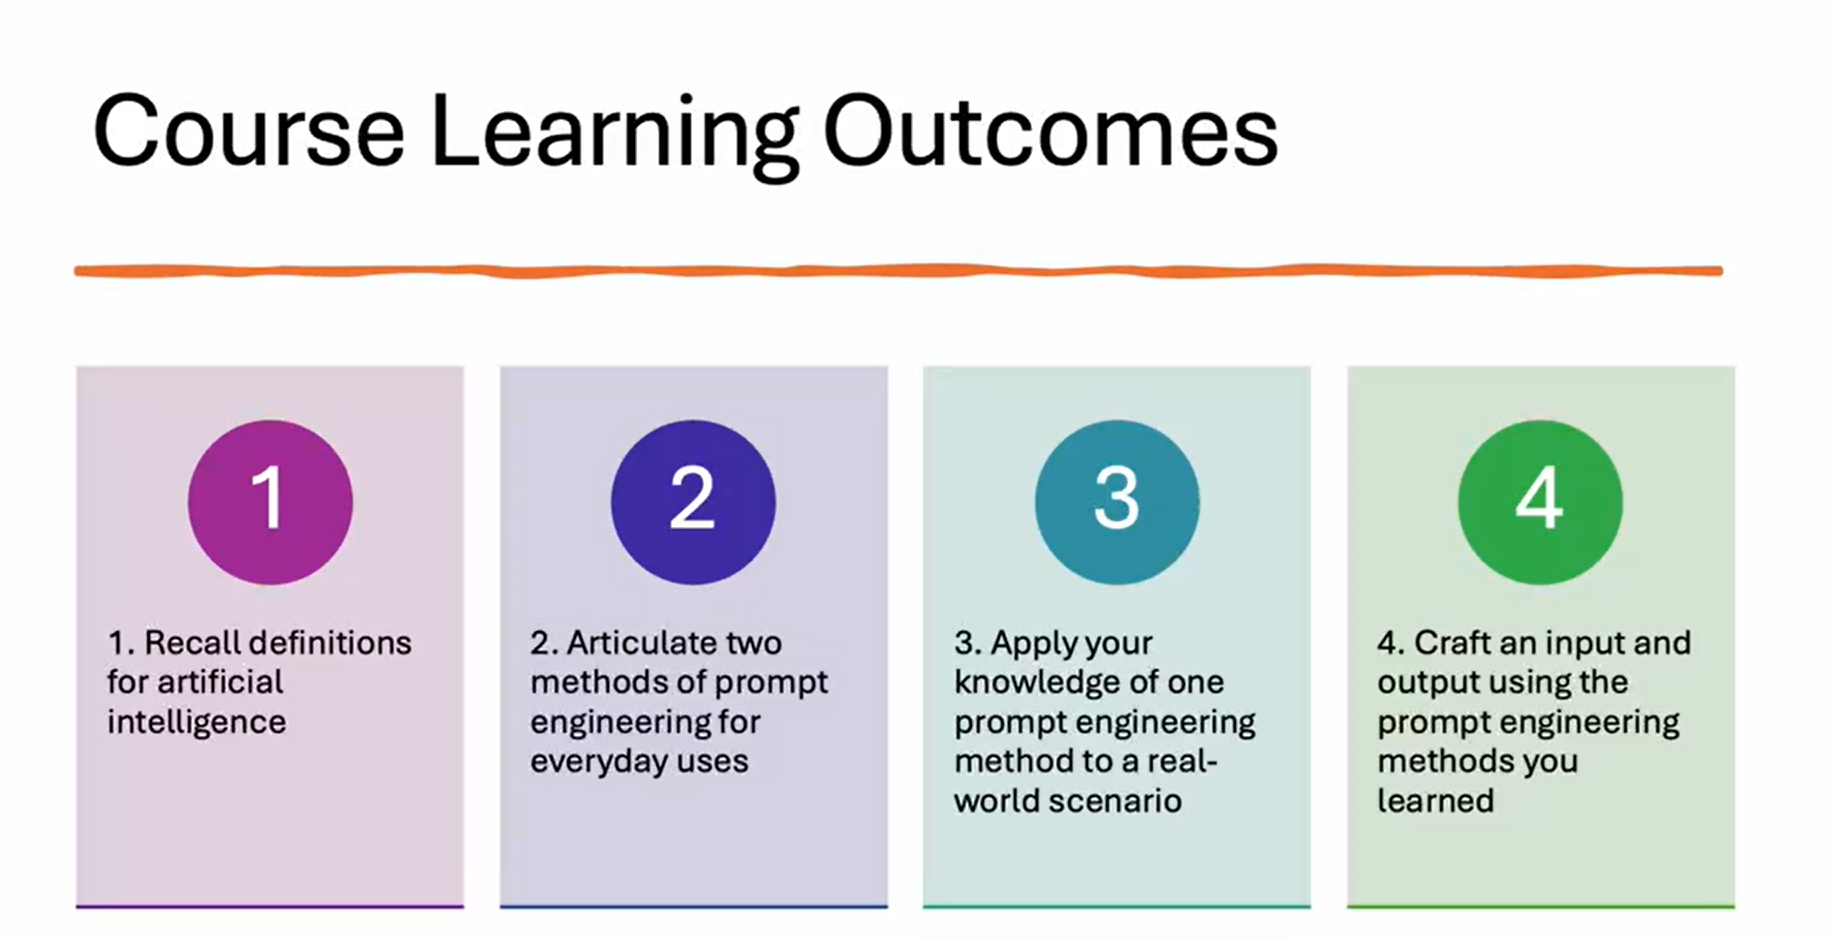 Course Learning Outcomes
1
1. Recall definitions
for artificial
intelligence
2
2. Articulate two
methods of prompt
engineering for
everyday uses
3
3. Apply your
knowledge of one
prompt engineering
method to a real-
world scenario
4
4. Craft an input and
output using the
prompt engineering
methods you
learned